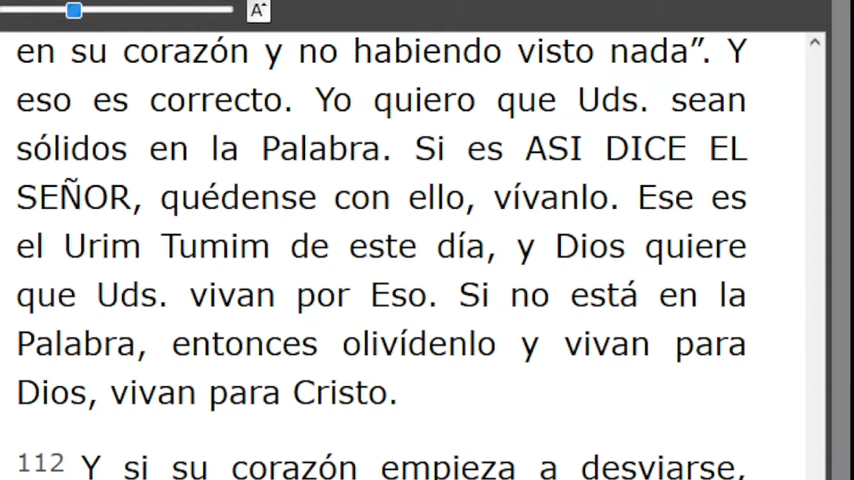 A
en su corazón y no habiendo visto nada”. Y
eso es correcto. Yo quiero que Uds. sean
sólidos en la Palabra. Si es ASI DICE EL
SEÑOR, quédense con ello, vívanlo. Ese es
el Urim Tumim de este día, y Dios quiere
que Uds. vivan por Eso. Si no está en la
Palabra, entonces olivídenlo y vivan para
Dios, vivan para Cristo.
112 Y si su corazón empieza a desviarse,